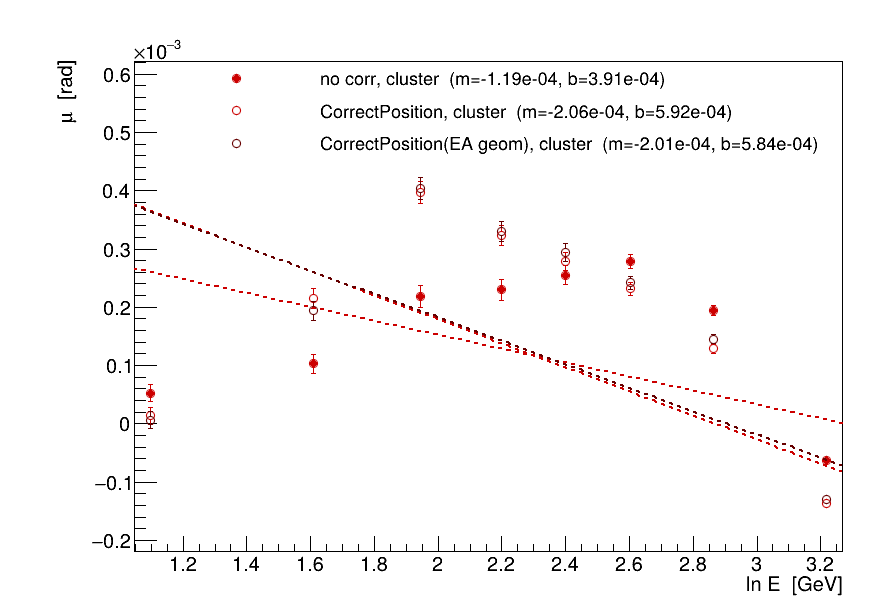 ×10⁻³
μ [rad]
0.6
0.5
0.4
0.3
0.2
0.1
0
−0.1
−0.2
no corr, cluster (m=-1.19e-04, b=3.91e-04)
CorrectPosition, cluster (m=-2.06e-04, b=5.92e-04)
CorrectPosition(EA geom), cluster (m=-2.01e-04, b=5.84e-04)
1.2 1.4 1.6 1.8 2 2.2 2.4 2.6 2.8 3 3.2
ln E [GeV]